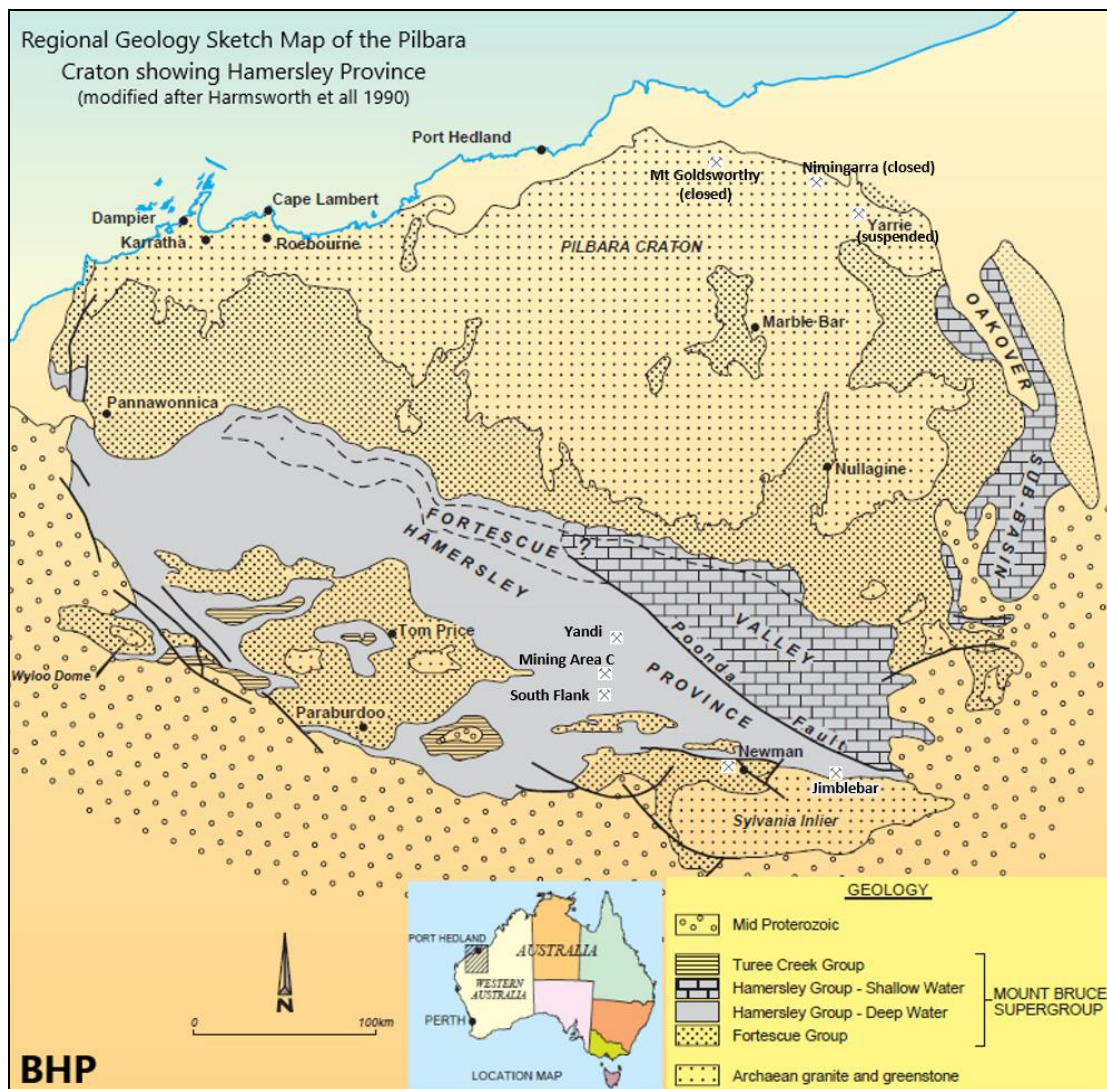 Regional Geology Sketch Map of the Pilbara
Craton showing Hamersley Province
(modified after Harmsworth et all 1990)
Port Hedland
Mt Goldsworthy
(closed)
Nimingarra (closed)
Cape Lambert
Dampier
Karratha
Roebourne
Yarrie
(suspended)
PILBARA CRATON
OAKOVER
SUB-BASIN
Marble Bar
Pannawonnica
Nullagine
FORTESCUE
?
VALLEY
HAMERSLEY
PROVINCE
Poonda
Fault
Yandi
Tom Price
Mining Area C
South Flank
Wyloo Dome
Paraburdoo
Newman
Jimblebar
Sylvania Inlier
N
0
100km
BHP
PORT HEDLAND
AUSTRALIA
WESTERN
AUSTRALIA
PERTH
LOCATION MAP
GEOLOGY
Mid Proterozoic
Turee Creek Group
Hamersley Group - Shallow Water
Hamersley Group - Deep Water
Fortescue Group
MOUNT BRUCE
SUPERGROUP
Archaean granite and greenstone